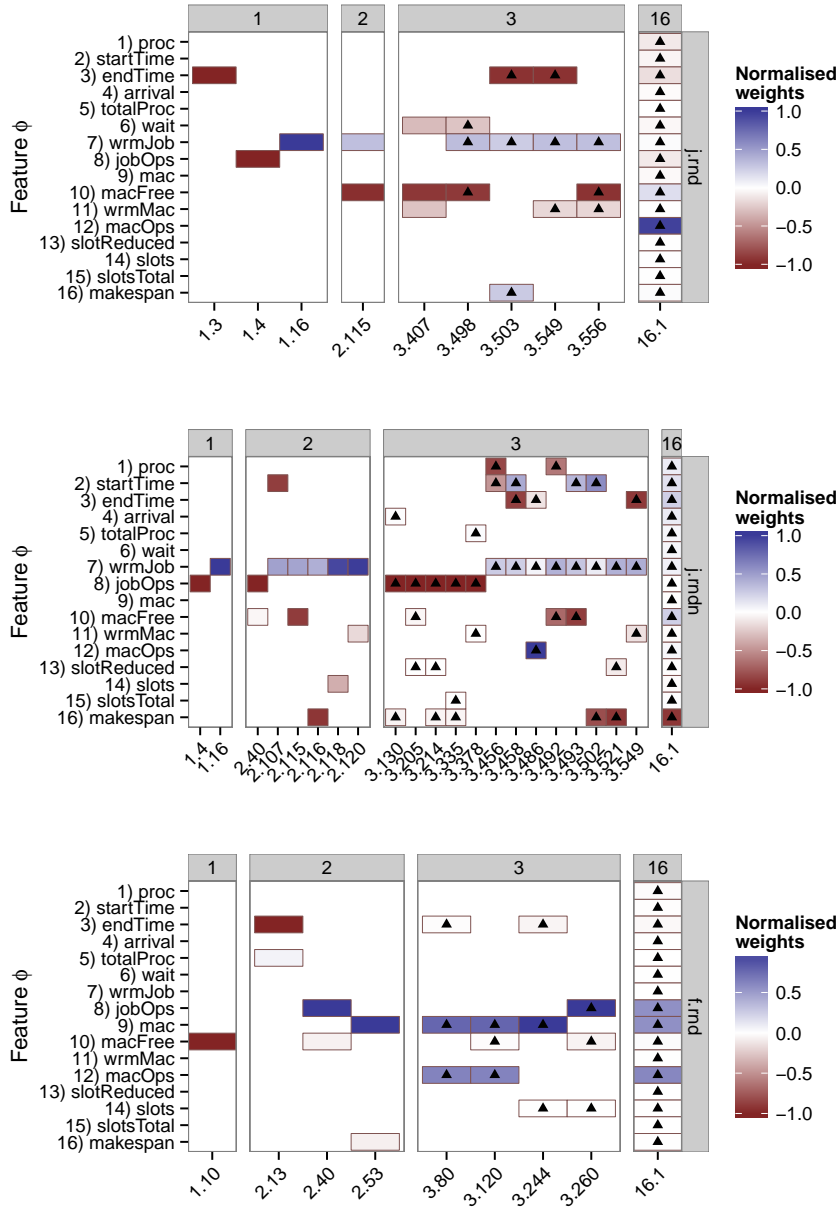 1 2 3 16
1) proc
2) startTime
3) endTime
4) arrival
5) totalProc
6) wait
7) wrmJob
8) jobOps
9) mac
10) macFree
11) wrmMac
12) macOps
13) slotReduced
14) slots
15) slotsTotal
16) makespan
Feature ϕ
j.rnd
1.3 1.4 1.16 2.115 3.407 3.498 3.503 3.549 3.556 16.1
Normalised
weights
1.0
0.5
0.0
−0.5
−1.0
1 2 3 16
1) proc
2) startTime
3) endTime
4) arrival
5) totalProc
6) wait
7) wrmJob
8) jobOps
9) mac
10) macFree
11) wrmMac
12) macOps
13) slotReduced
14) slots
15) slotsTotal
16) makespan
Feature ϕ
j.rndn
1.4 1.16 2.40 2.107 2.115 2.116 2.118 2.120 3.130 3.205 3.214 3.335 3.378 3.456 3.458 3.486 3.492 3.493 3.502 3.521 3.549 16.1
Normalised
weights
1.0
0.5
0.0
−0.5
−1.0
1 2 3 16
1) proc
2) startTime
3) endTime
4) arrival
5) totalProc
6) wait
7) wrmJob
8) jobOps
9) mac
10) macFree
11) wrmMac
12) macOps
13) slotReduced
14) slots
15) slotsTotal
16) makespan
Feature ϕ
f.rnd
1.10 2.13 2.40 2.53 3.80 3.120 3.244 3.260 16.1
Normalised
weights
0.5
0.0
−0.5
−1.0